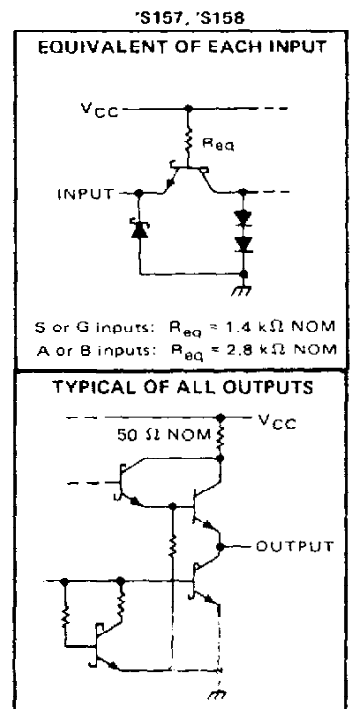 'S157, 'S158
EQUIVALENT OF EACH INPUT
VCC
Req
INPUT
S or G inputs: Req = 1.4 kΩ NOM
A or B inputs: Req = 2.8 kΩ NOM
TYPICAL OF ALL OUTPUTS
VCC
50 Ω NOM
OUTPUT